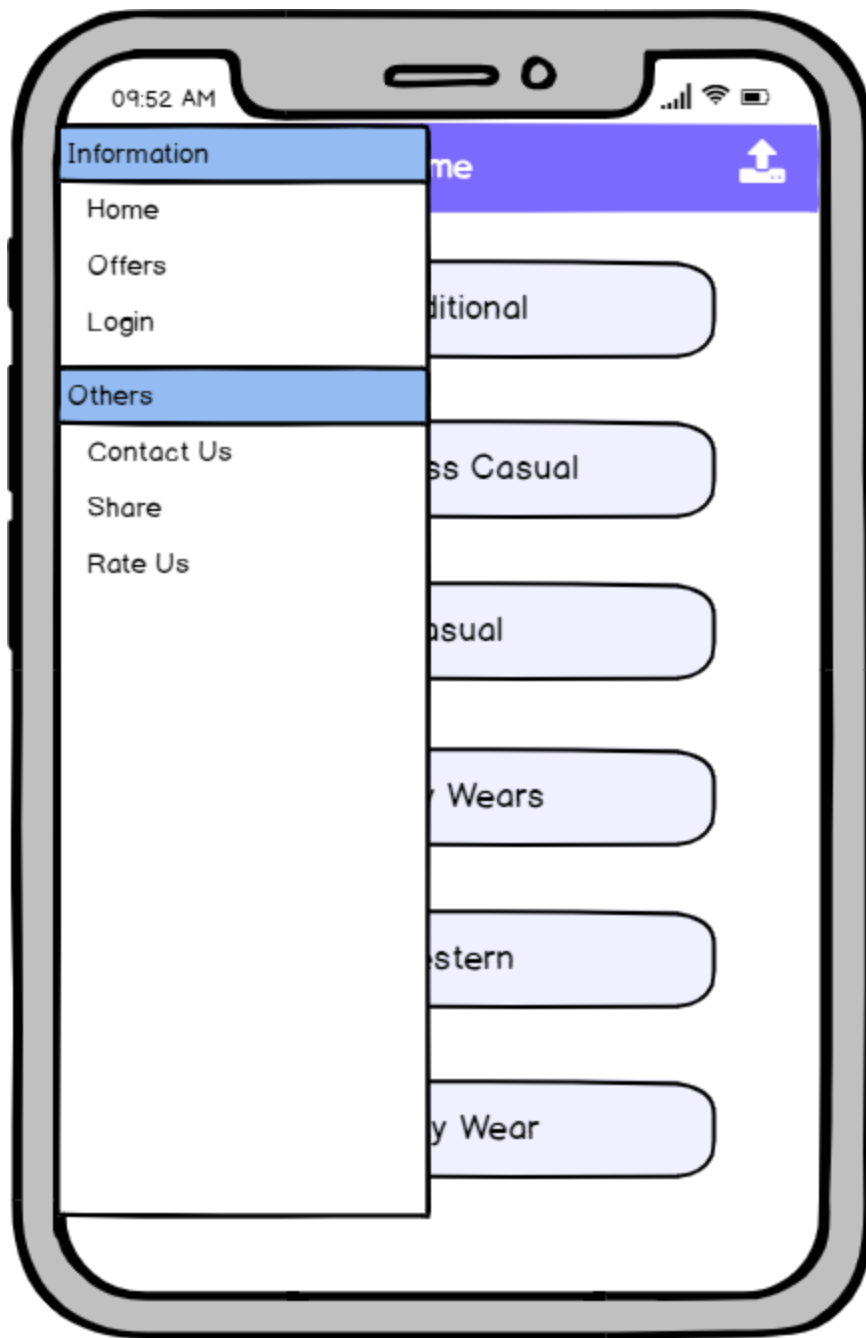 09:52 AM
Information
Home
Offers
Login
Others
Contact Us
Share
Rate Us
me
ditional
ss Casual
asual
Wears
estern
y Wear